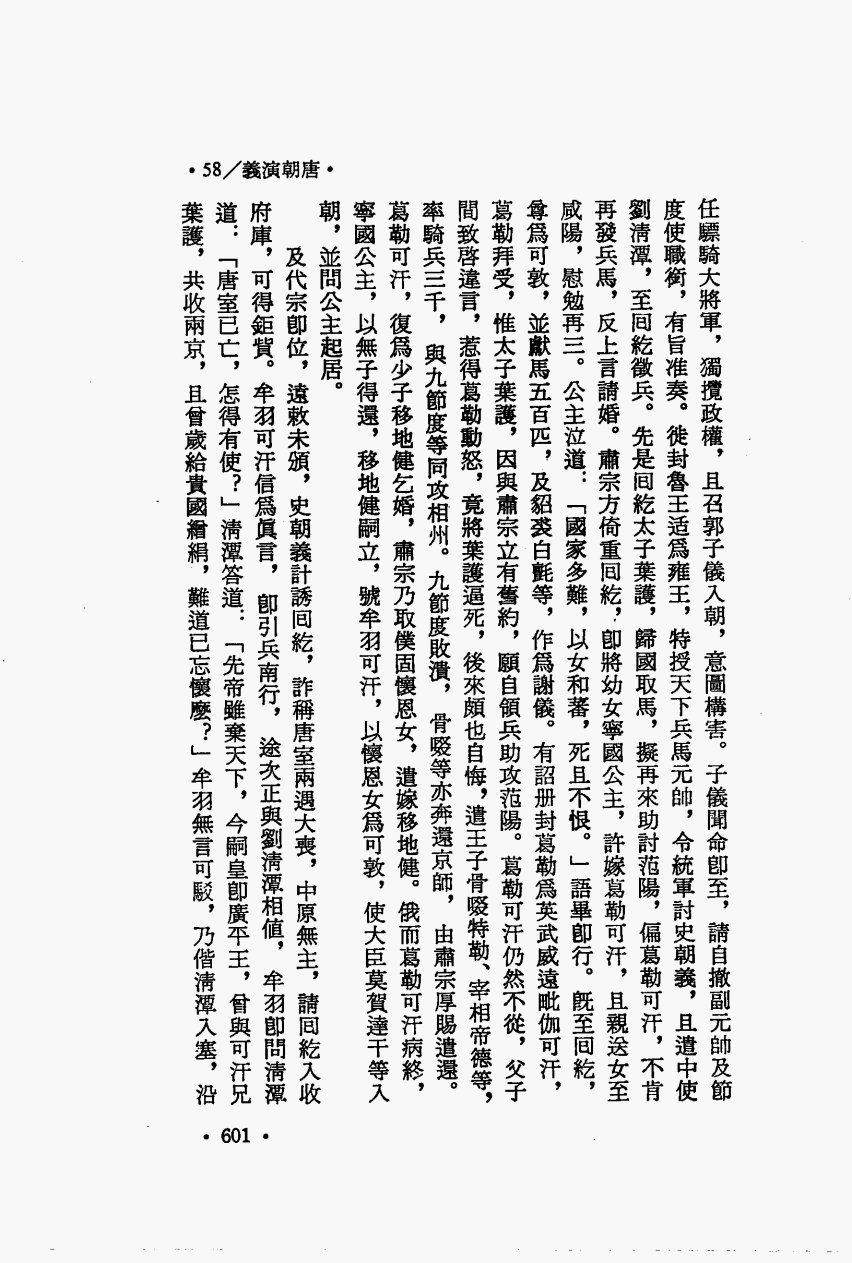 •58／義演朝唐•
任驃騎大將軍，獨攬政權，且召郭子儀入朝，意圖構害。子儀聞命卽至，請自撤副元帥及節
度使職銜，有旨准奏。徙封魯王适爲雍王，特授天下兵馬元帥，令統軍討史朝義，且遣中使
劉淸潭，至回紇徵兵。先是回紇太子葉護，歸國取馬，擬再來助討范陽，偏葛勒可汗，不肯
再發兵馬，反上言請婚。肅宗方倚重回紇，卽將幼女寧國公主，許嫁葛勒可汗，且親送女至
咸陽，慰勉再三。公主泣道：「國家多難，以女和蕃，死且不恨。」語畢卽行。旣至回紇，
尊爲可敦，並獻馬五百匹，及貂裘白氈等，作爲謝儀。有詔册封葛勒爲英武威遠毗伽可汗，
葛勒拜受，惟太子葉護，因與肅宗立有舊約，願自領兵助攻范陽。葛勒可汗仍然不從，父子
間致啓違言，惹得葛勒動怒，竟將葉護逼死，後來頗也自悔，遣王子骨啜特勒、宰相帝德等，
率騎兵三千，與九節度等同攻相州。九節度敗潰，骨啜等亦奔還京師，由肅宗厚賜遣還。
葛勒可汗，復爲少子移地健乞婚，肅宗乃取僕固懷恩女，遣嫁移地健。俄而葛勒可汗病終，
寧國公主，以無子得還，移地健嗣立，號牟羽可汗，以懷恩女爲可敦，使大臣莫賀達干等入
朝，並問公主起居。
及代宗卽位，遠敕未頒，史朝義計誘回紇，詐稱唐室兩遇大喪，中原無主，請回紇入收
府庫，可得鉅貲。牟羽可汗信爲眞言，卽引兵南行，途次正與劉淸潭相値，牟羽卽問淸潭
道：「唐室已亡，怎得有使？」淸潭答道：「先帝雖棄天下，今嗣皇卽廣平王，曾與可汗兄
葉護，共收兩京，且曾歲給貴國繒絹，難道已忘懷麼？」牟羽無言可駁，乃偕淸潭入塞，沿
•601•